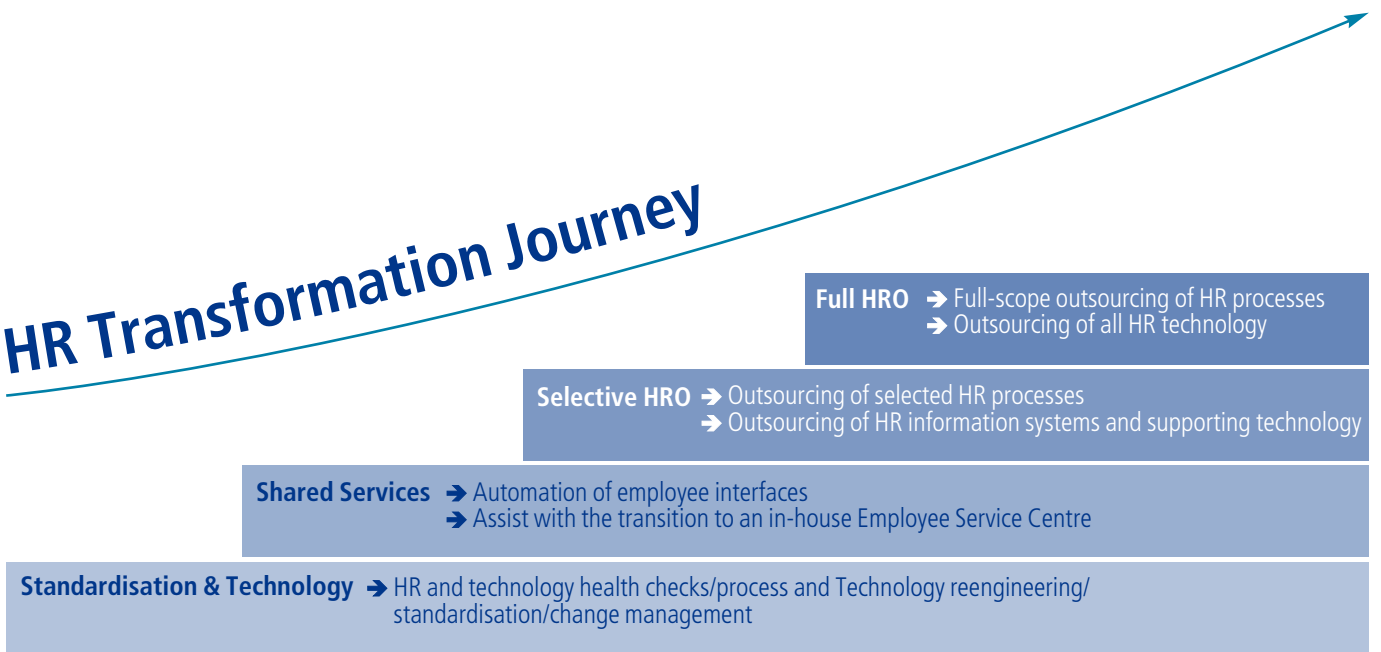 HR Transformation Journey
Full HRO ➔ Full-scope outsourcing of HR processes
➔ Outsourcing of all HR technology
Selective HRO ➔ Outsourcing of selected HR processes
➔ Outsourcing of HR information systems and supporting technology
Shared Services ➔ Automation of employee interfaces
➔ Assist with the transition to an in-house Employee Service Centre
Standardisation & Technology ➔ HR and technology health checks/process and Technology reengineering/
standardisation/change management